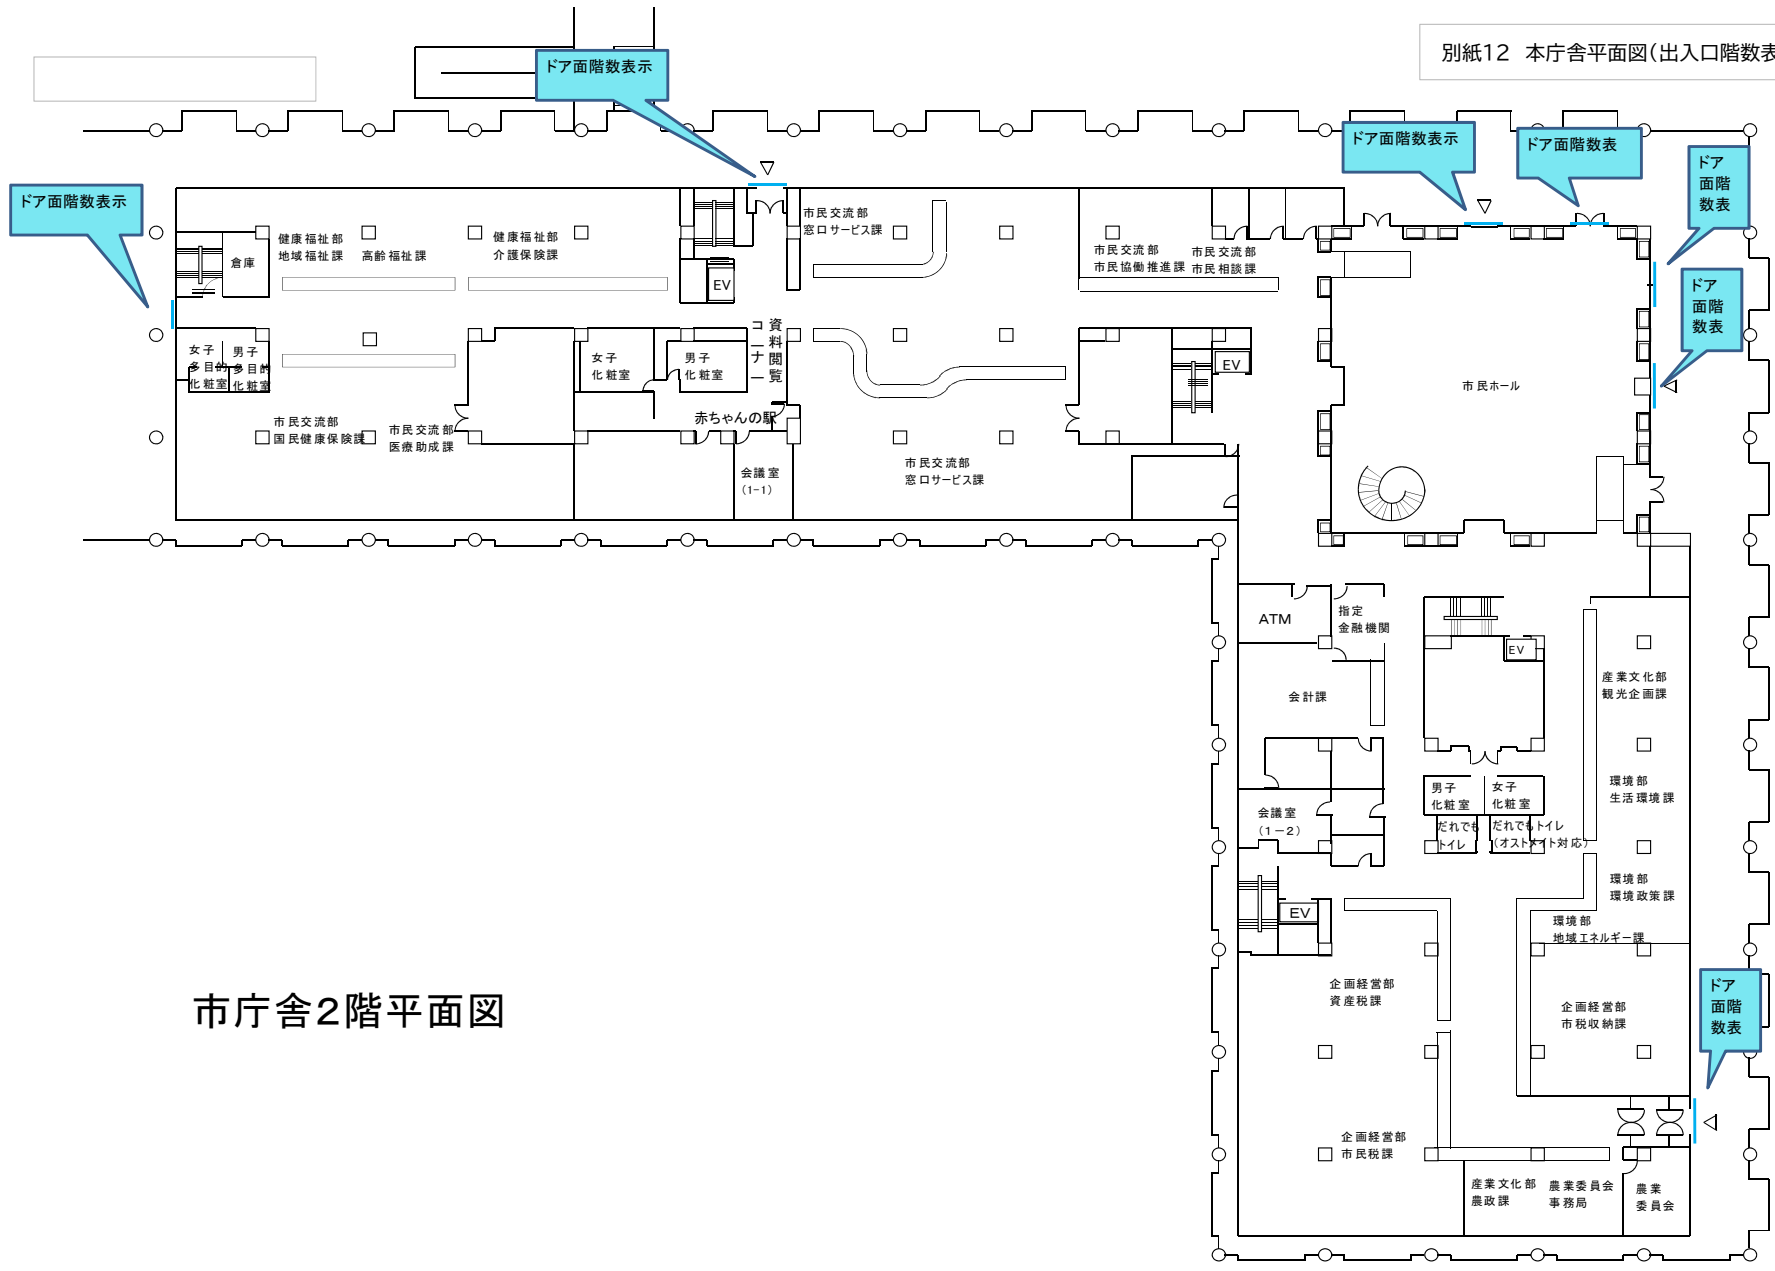 別紙12 本庁舎平面図(出入口階数表
ドア面階数表示
ドア面階数表示
ドア面階数表
ドア
面階
数表
ドア面階数表示
ドア
面階
数表
倉庫
健康福祉部
地域福祉課
高齢福祉課
健康福祉部
介護保険課
EV
市民交流部
窓口サービス課
市民交流部
市民協働推進課
市民交流部
市民相談課
女子
多目的
化粧室
男子
多目的
化粧室
女子
化粧室
男子
化粧室
資料閲覧
コーナー
EV
市民ホール
赤ちゃんの駅
市民交流部
国民健康保険課
市民交流部
医療助成課
会議室
(1-1)
市民交流部
窓口サービス課
ATM
指定
金融機関
EV
会計課
産業文化部
観光企画課
男子
化粧室
女子
化粧室
環境部
生活環境課
会議室
(1-2)
だれでも
トイレ
だれでもトイレ
(オストメイト対応)
環境部
環境政策課
EV
環境部
地域エネルギー課
企画経営部
資産税課
企画経営部
市税収納課
ドア
面階
数表
市庁舎2階平面図
企画経営部
市民税課
産業文化部
農政課
農業委員会
事務局
農業
委員会